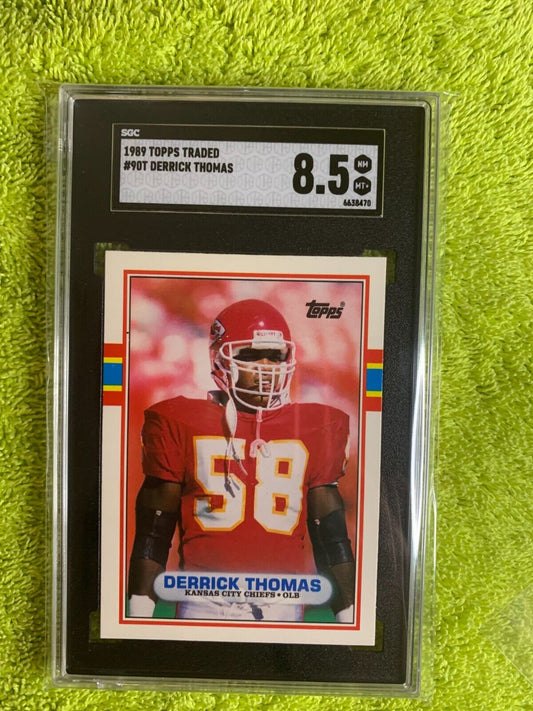 SGC
1989 TOPPS TRADED
#90T DERRICK THOMAS
8.5
NM
MT+
6638470
Topps®
58
DERRICK THOMAS
KANSAS CITY CHIEFS • OLB